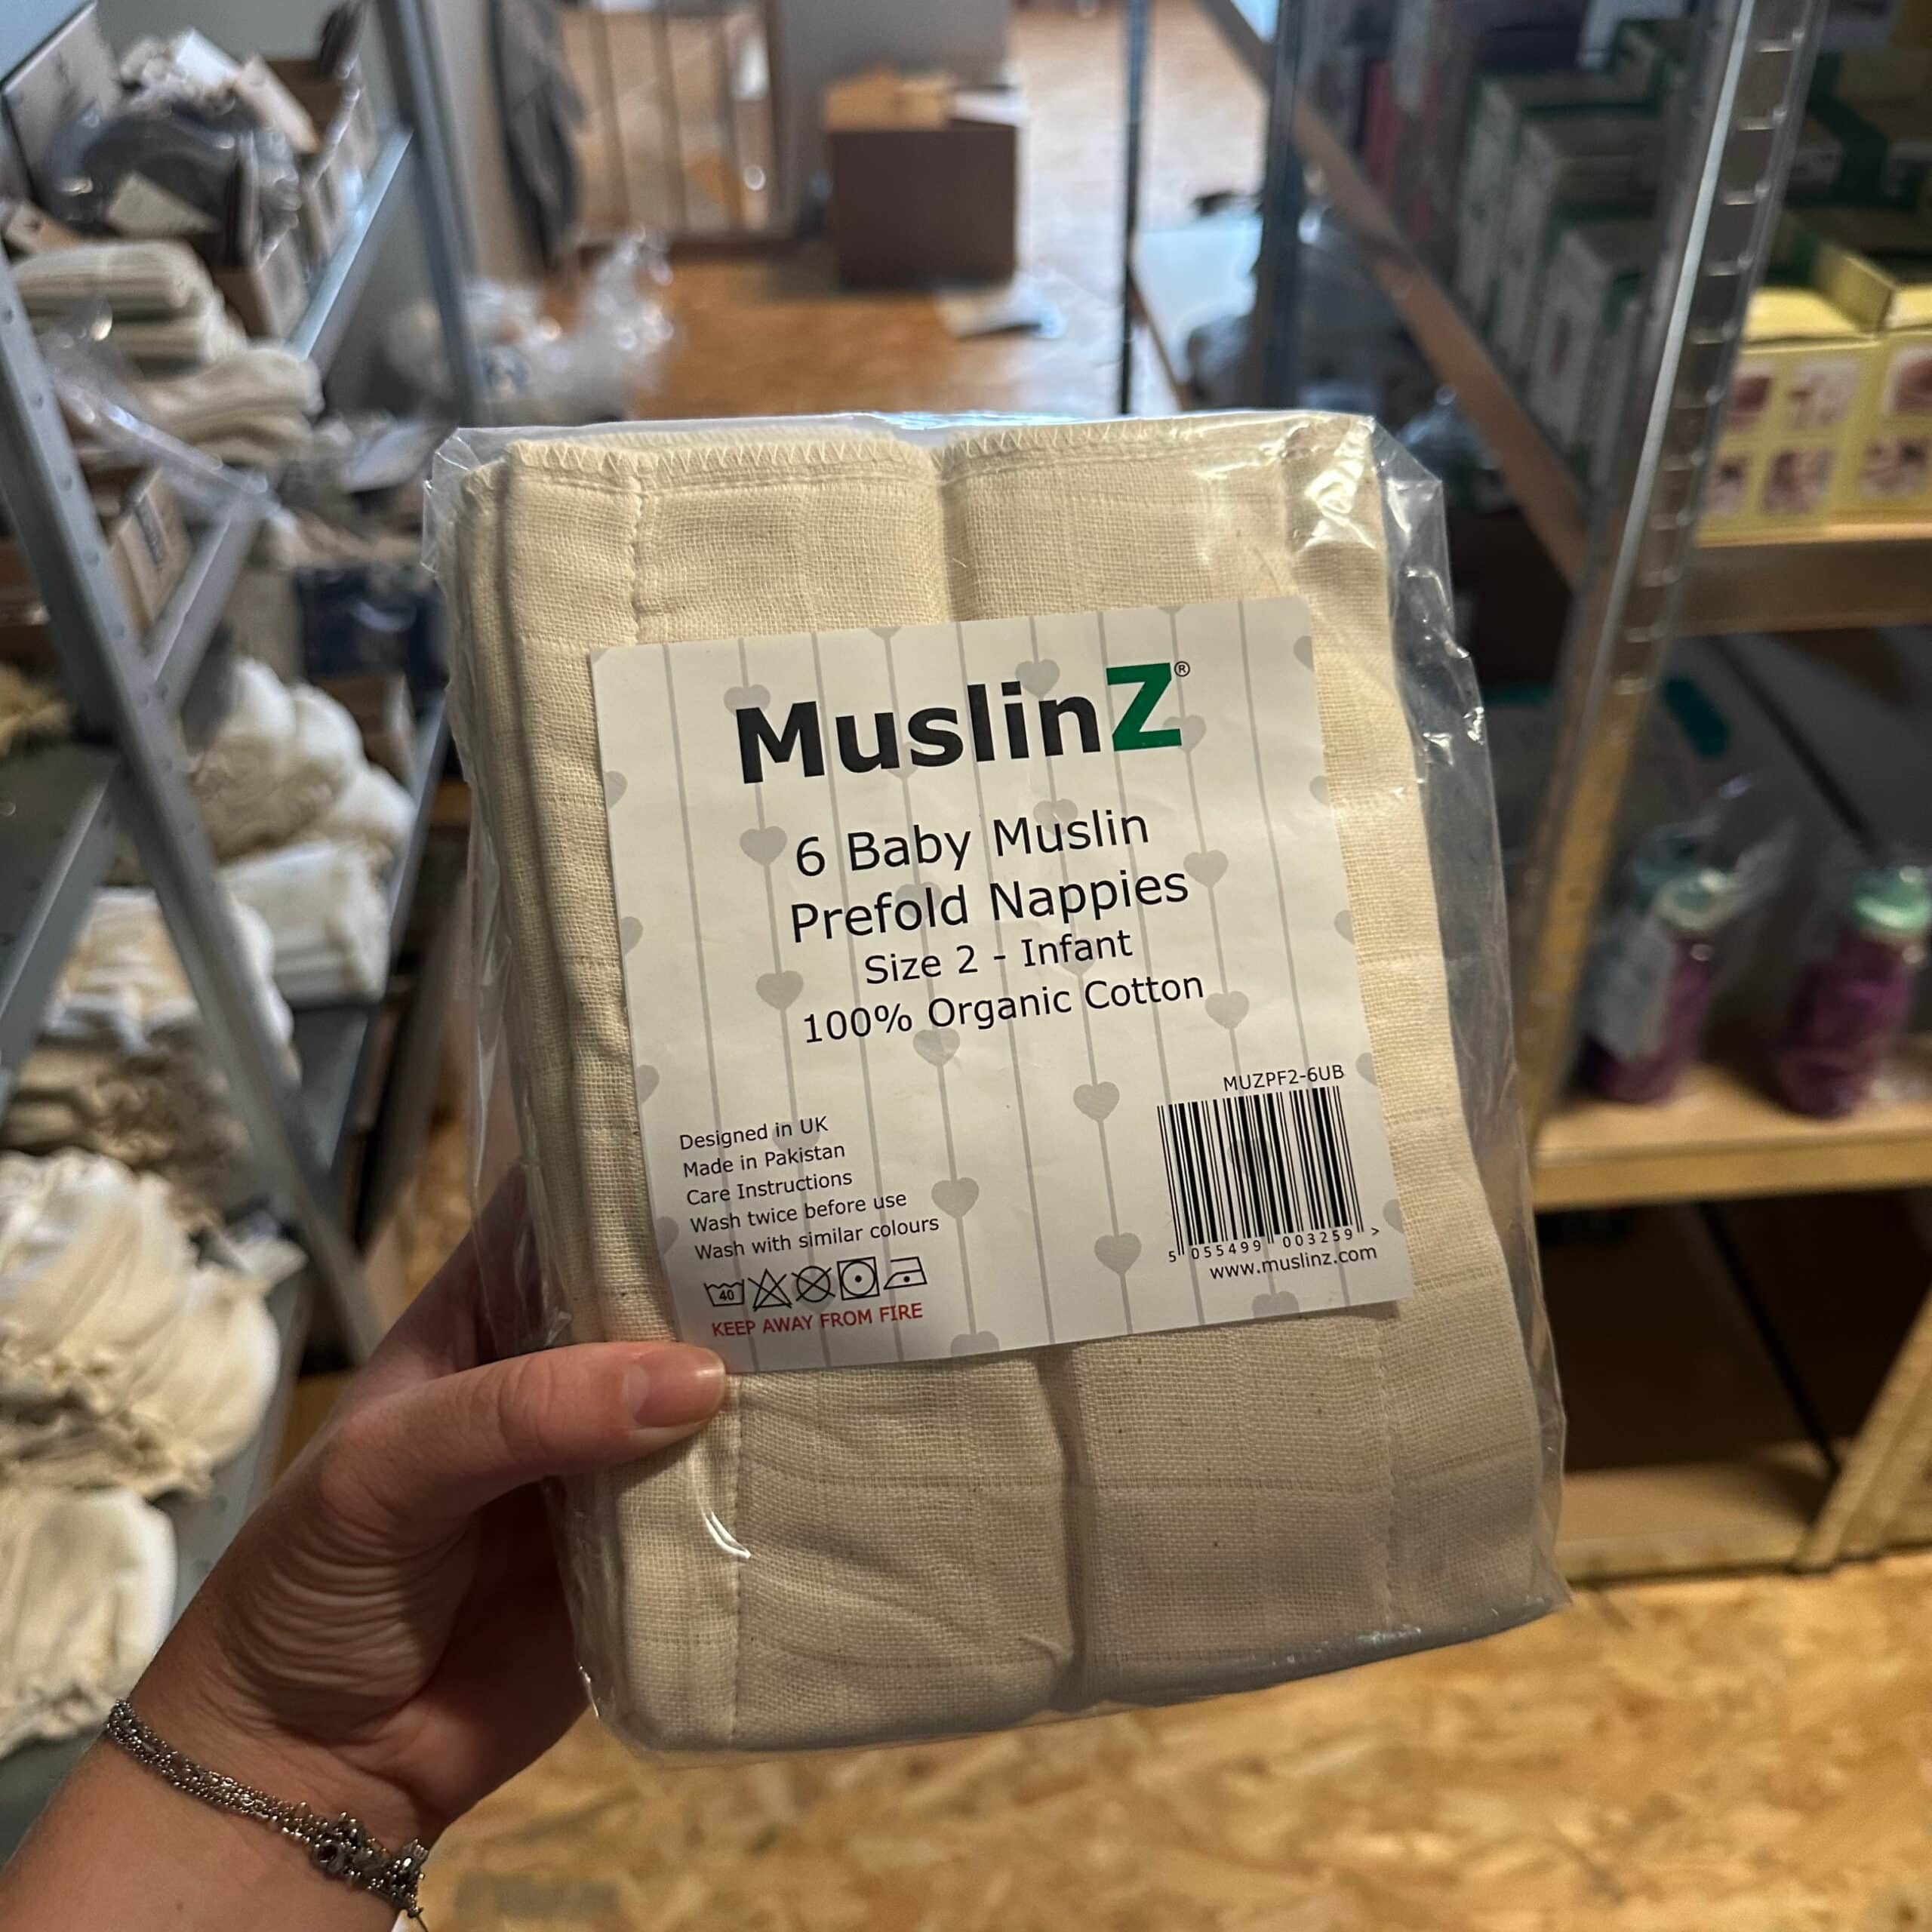 MuslinZ®
6 Baby Muslin
Prefold Nappies
Size 2 - Infant
100% Organic Cotton
Designed in UK
Made in Pakistan
Care Instructions
Wash twice before use
Wash with similar colours
40
KEEP AWAY FROM FIRE
MUZPF2-6UB
5 055499 003259 >
www.muslinz.com